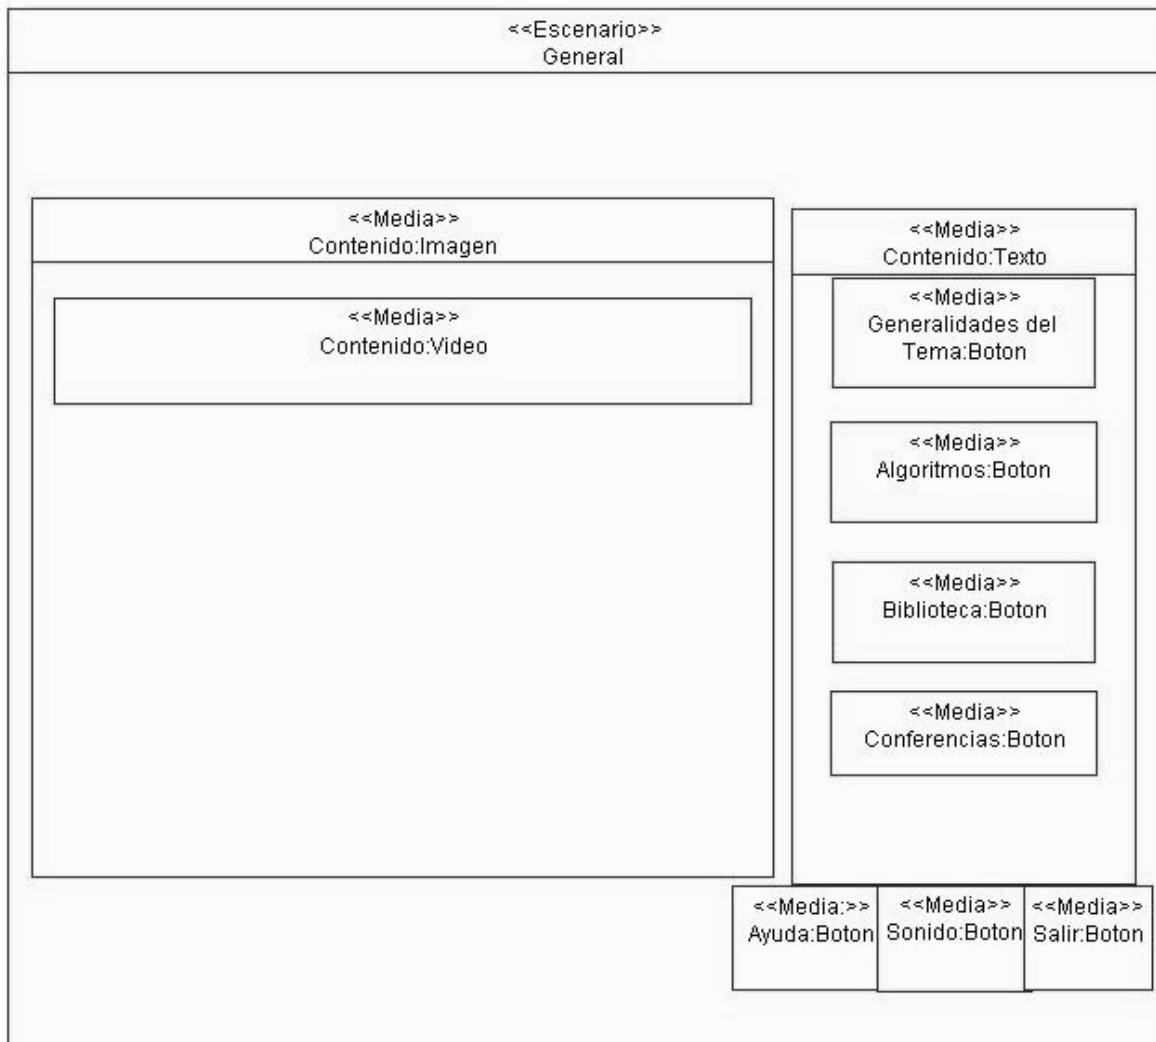 <<Escenario>>
General
<<Media>>
Contenido:Imagen
<<Media>>
Contenido:Video
<<Media>>
Contenido:Texto
<<Media>>
Generalidades del
Tema:Boton
<<Media>>
Algoritmos:Boton
<<Media>>
Biblioteca:Boton
<<Media>>
Conferencias:Boton
<<Media:>>
Ayuda:Boton
<<Media>>
Sonido:Boton
<<Media>>
Salir:Boton